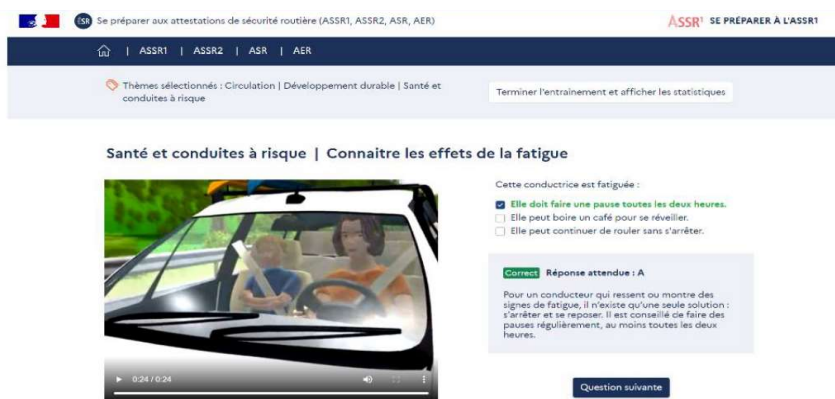 ESR Se préparer aux attestations de sécurité routière (ASSR1, ASSR2, ASR, AER)
ASSR¹ SE PRÉPARER À L'ASSR1
| ASSR1 | ASSR2 | ASR | AER
Thèmes sélectionnés : Circulation | Développement durable | Santé et
conduites à risque
Terminer l'entrainement et afficher les statistiques
Santé et conduites à risque | Connaitre les effets de la fatigue
Cette conductrice est fatiguée :
Elle doit faire une pause toutes les deux heures.
Elle peut boire un café pour se réveiller.
Elle peut continuer de rouler sans s'arrêter.
Correct Réponse attendue : A
Pour un conducteur qui ressent ou montre des
signes de fatigue, il n'existe qu'une seule solution :
s'arrêter et se reposer. Il est conseillé de faire des
pauses régulièrement, au moins toutes les deux
heures.
0:24 / 0:24
Question suivante